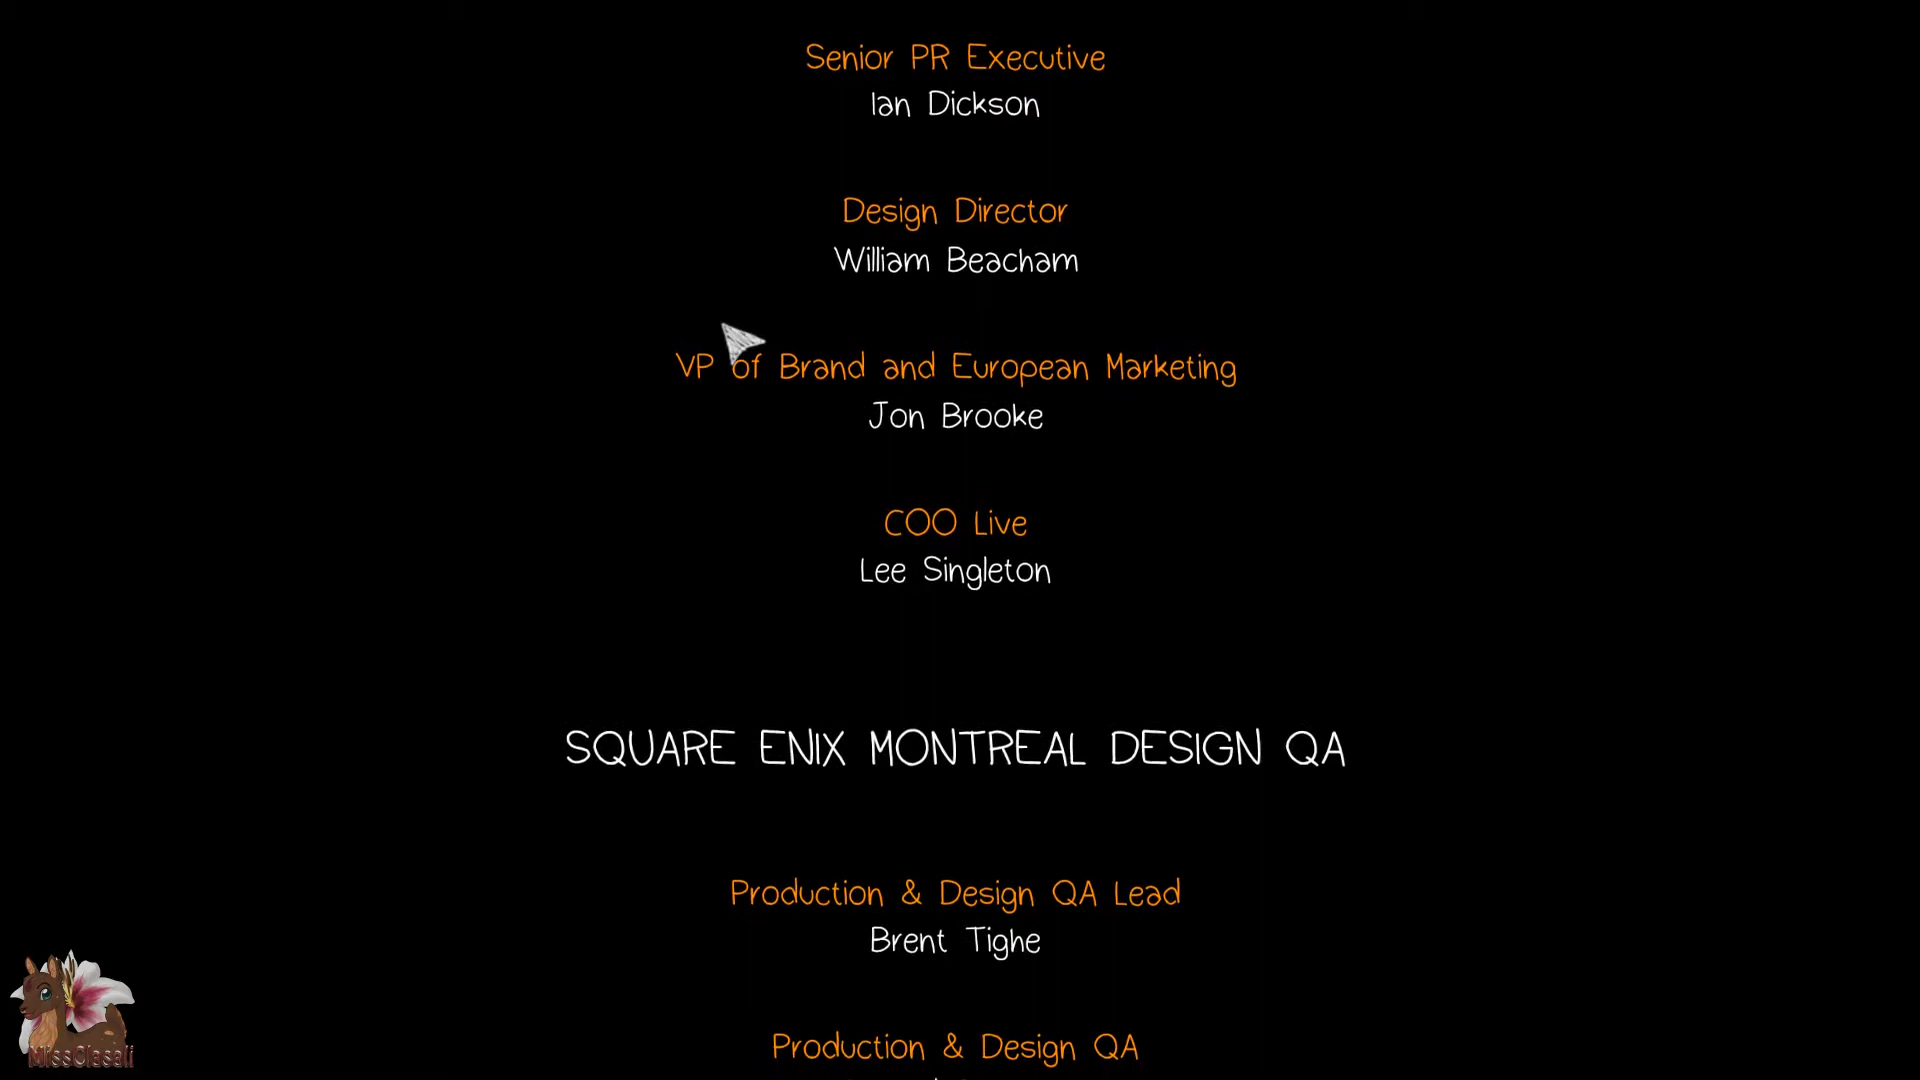 Senior PR Executive
Ian Dickson
Design Director
William Beacham
VP of Brand and European Marketing
Jon Brooke
COO Live
Lee Singleton
SQUARE ENIX MONTREAL DESIGN QA
Production & Design QA Lead
Brent Tighe
Production & Design QA
MissClasali